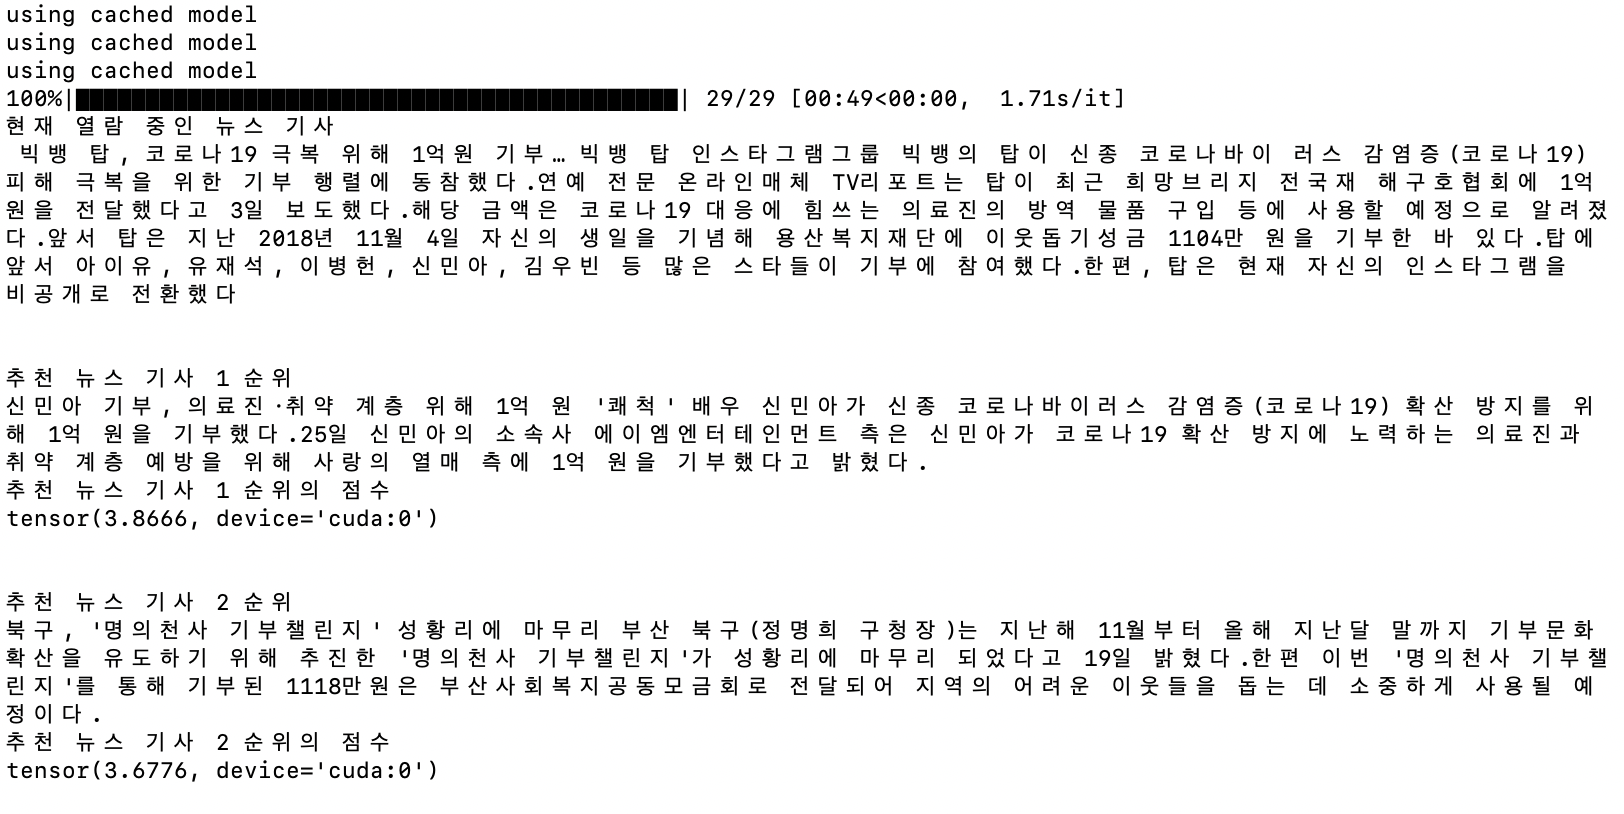 using cached model
using cached model
using cached model
100%|██████████████████████████████████████████| 29/29 [00:49<00:00,  1.71s/it]
현재 열람 중인 뉴스 기사
빅뱅 탑, 코로나19 극복 위해 1억원 기부… 빅뱅 탑 인스타그램그룹 빅뱅의 탑이 신종 코로나바이 러스 감염증(코로나19)
피해 극복을 위한 기부 행렬에 동참했다.연예 전문 온라인매체 TV리포트는 탑이 최근 희망브리지 전국재 해구호협회에 1억
원을 전달했다고 3일 보도했다.해당 금액은 코로나19 대응에 힘쓰는 의료진의 방역 물품 구입 등에 사용할 예정으로 알려졌
다.앞서 탑은 지난 2018년 11월 4일 자신의 생일을 기념해 용산복지재단에 이웃돕기성금 1104만 원을 기부한 바 있다.탑에
앞서 아이유, 유재석, 이병헌, 신민아, 김우빈 등 많은 스타들이 기부에 참여했다.한편, 탑은 현재 자신의 인스타그램을
비공개로 전환했다
추천 뉴스 기사 1 순위
신민아 기부, 의료진·취약 계층 위해 1억 원 '쾌척' 배우 신민아가 신종 코로나바이러스 감염증(코로나19) 확산 방지를 위
해 1억 원을 기부했다.25일 신민아의 소속사 에이엠엔터테인먼트 측은 신민아가 코로나19 확산 방지에 노력하는 의료진과
취약 계층 예방을 위해 사랑의 열매 측에 1억 원을 기부했다고 밝혔다.
추천 뉴스 기사 1 순위의 점수
tensor(3.8666, device='cuda:0')
추천 뉴스 기사 2 순위
북구, '명의천사 기부챌린지' 성황리에 마무리 부산 북구(정명희 구청장)는 지난해 11월부터 올해 지난달 말까지 기부문화
확산을 유도하기 위해 추진한 '명의천사 기부챌린지'가 성황리에 마무리 되었다고 19일 밝혔다.한편 이번 '명의천사 기부챌
린지'를 통해 기부된 1118만원은 부산사회복지공동모금회로 전달되어 지역의 어려운 이웃들을 돕는 데 소중하게 사용될 예
정이다.
추천 뉴스 기사 2 순위의 점수
tensor(3.6776, device='cuda:0')